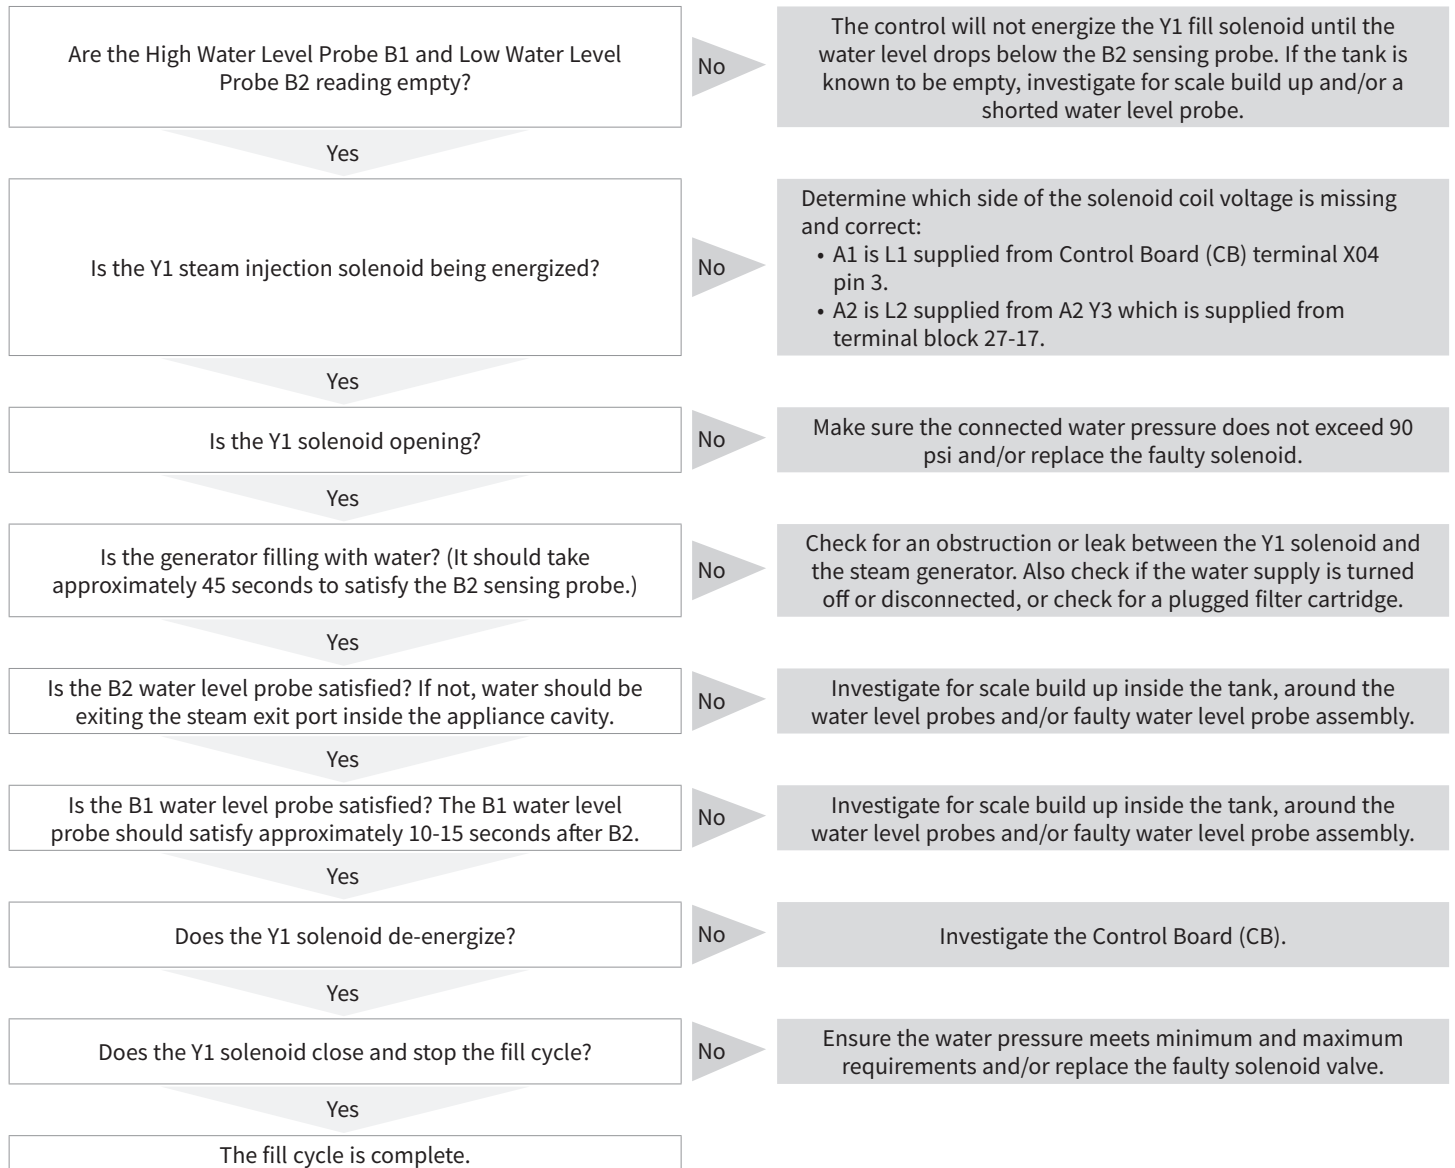 Are the High Water Level Probe B1 and Low Water Level
Probe B2 reading empty?
No
The control will not energize the Y1 fill solenoid until the
water level drops below the B2 sensing probe. If the tank is
known to be empty, investigate for scale build up and/or a
shorted water level probe.
Yes
Is the Y1 steam injection solenoid being energized?
No
Determine which side of the solenoid coil voltage is missing
and correct:
• A1 is L1 supplied from Control Board (CB) terminal X04
pin 3.
• A2 is L2 supplied from A2 Y3 which is supplied from
terminal block 27-17.
Yes
Is the Y1 solenoid opening?
No
Make sure the connected water pressure does not exceed 90
psi and/or replace the faulty solenoid.
Yes
Is the generator filling with water? (It should take
approximately 45 seconds to satisfy the B2 sensing probe.)
No
Check for an obstruction or leak between the Y1 solenoid and
the steam generator. Also check if the water supply is turned
off or disconnected, or check for a plugged filter cartridge.
Yes
Is the B2 water level probe satisfied? If not, water should be
exiting the steam exit port inside the appliance cavity.
No
Investigate for scale build up inside the tank, around the
water level probes and/or faulty water level probe assembly.
Yes
Is the B1 water level probe satisfied? The B1 water level
probe should satisfy approximately 10-15 seconds after B2.
No
Investigate for scale build up inside the tank, around the
water level probes and/or faulty water level probe assembly.
Yes
Does the Y1 solenoid de-energize?
No
Investigate the Control Board (CB).
Yes
Does the Y1 solenoid close and stop the fill cycle?
No
Ensure the water pressure meets minimum and maximum
requirements and/or replace the faulty solenoid valve.
Yes
The fill cycle is complete.